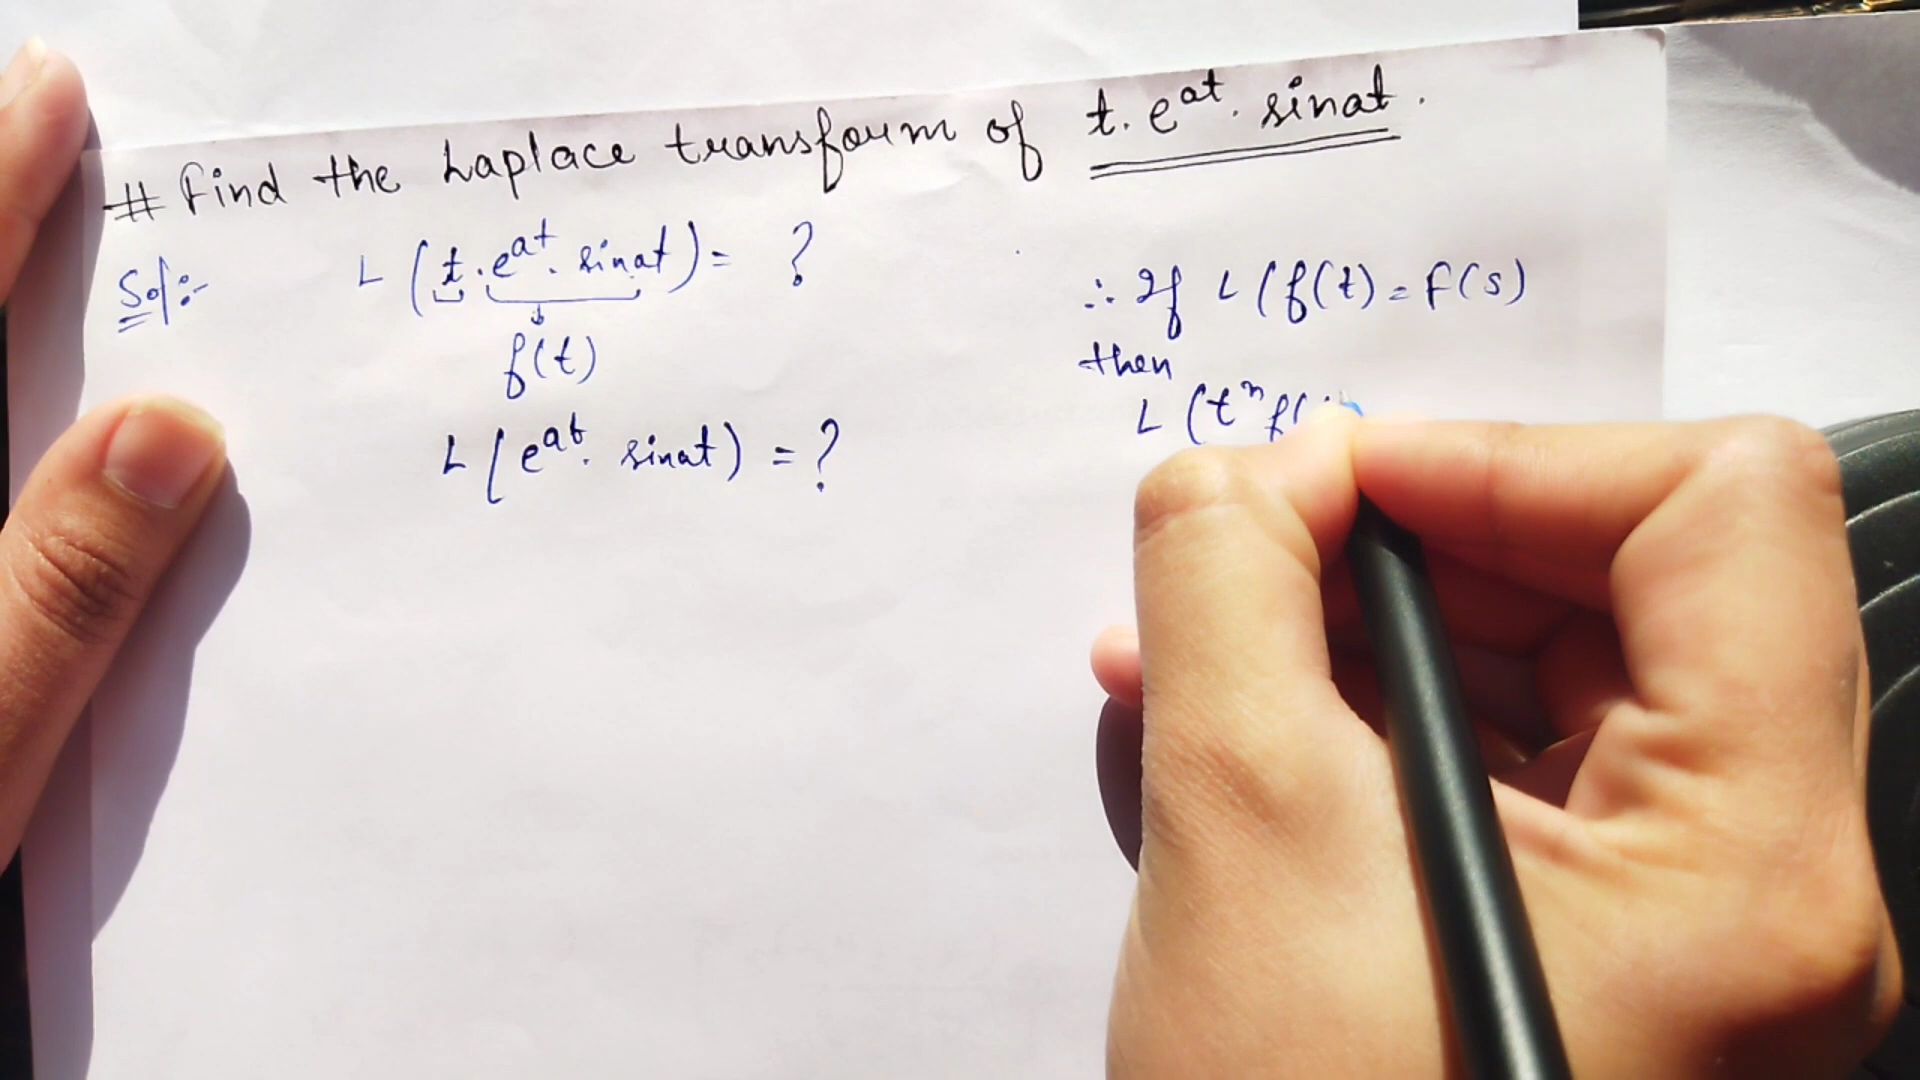 # Find the Laplace transform of t. e^at. sinat.
Sol:-
L (t. e^at. sinat) = ?
f(t)
L (e^at. sinat) = ?
∴ If L (f(t) = F(s)
then
L (t^n f(